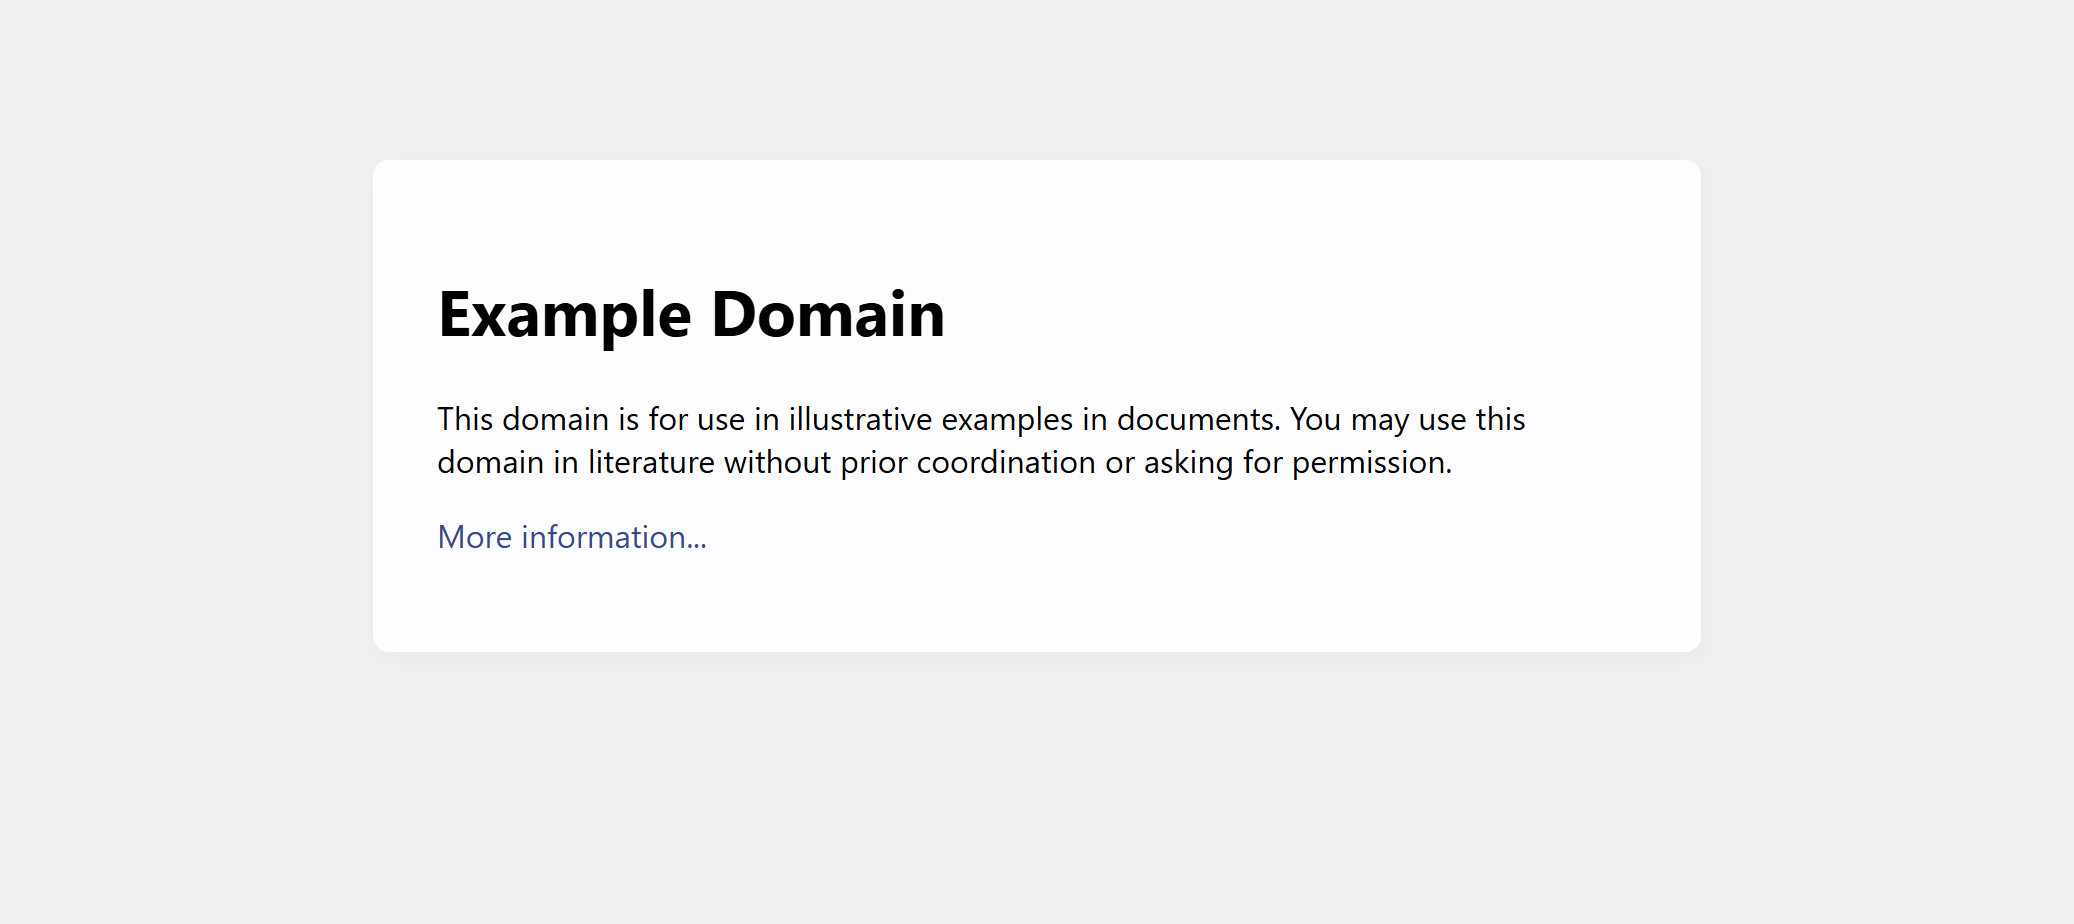 Example Domain
This domain is for use in illustrative examples in documents. You may use this
domain in literature without prior coordination or asking for permission.
More information...